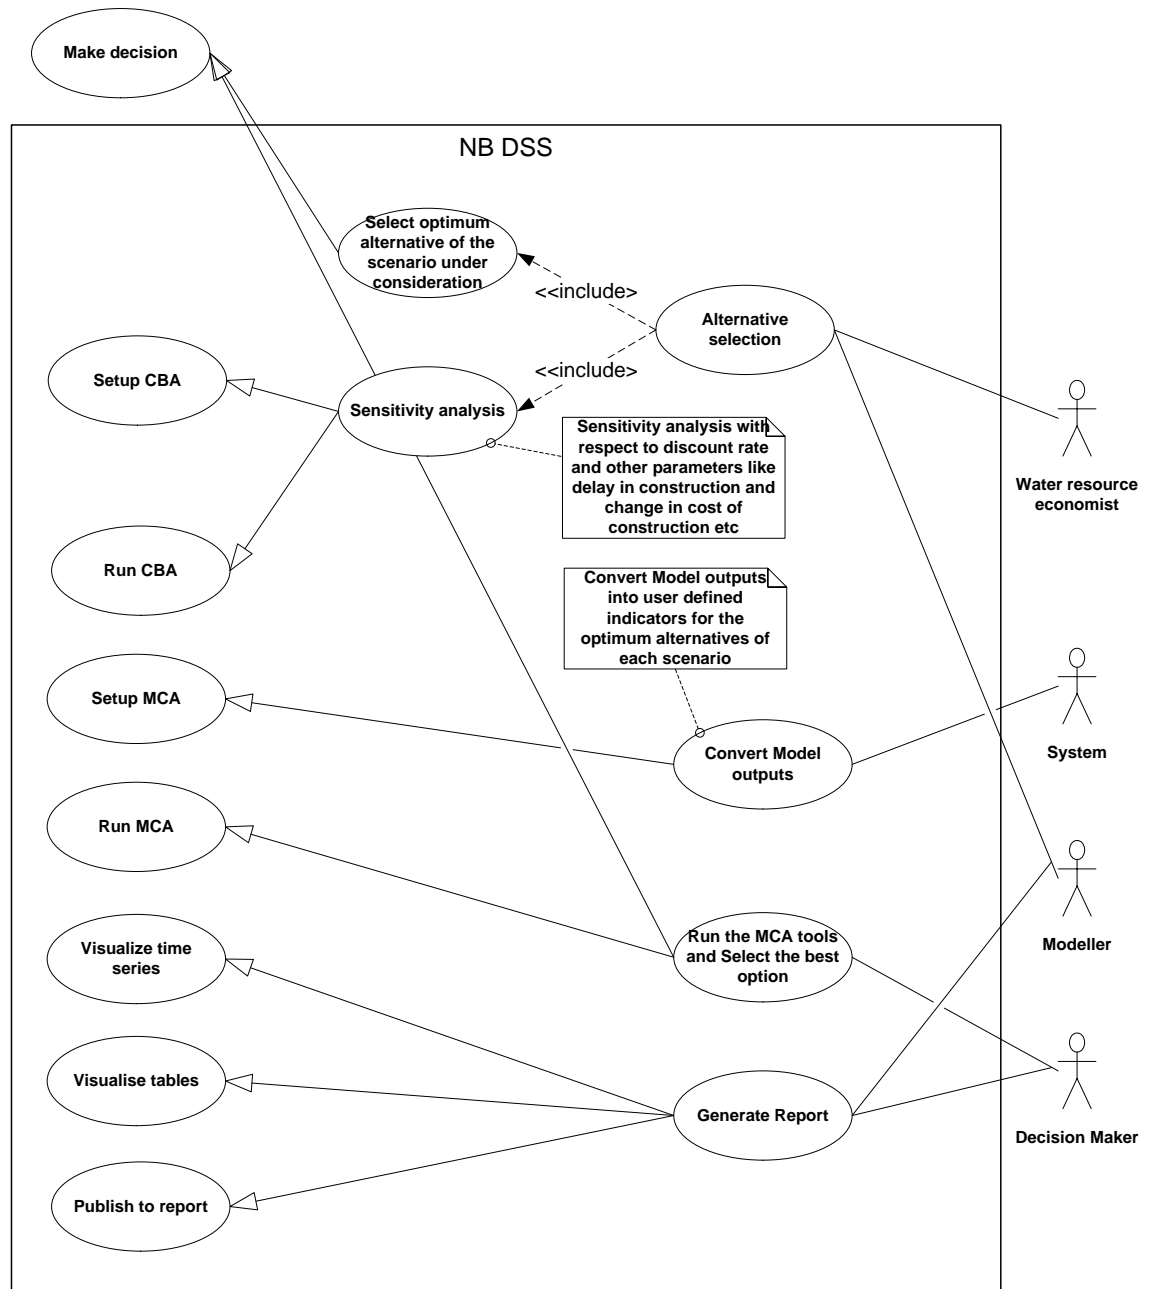 Make decision
NB DSS
Select optimum
alternative of the
scenario under
consideration
<<include>
Alternative
selection
<<include>
Setup CBA
Sensitivity analysis
Sensitivity analysis with
respect to discount rate
and other parameters like
delay in construction and
change in cost of
construction etc
Water resource
economist
Run CBA
Convert Model outputs
into user defined
indicators for the
optimum alternatives of
each scenario
Setup MCA
Convert Model
outputs
System
Run MCA
Run the MCA tools
and Select the best
option
Modeller
Visualize time
series
Visualise tables
Generate Report
Decision Maker
Publish to report